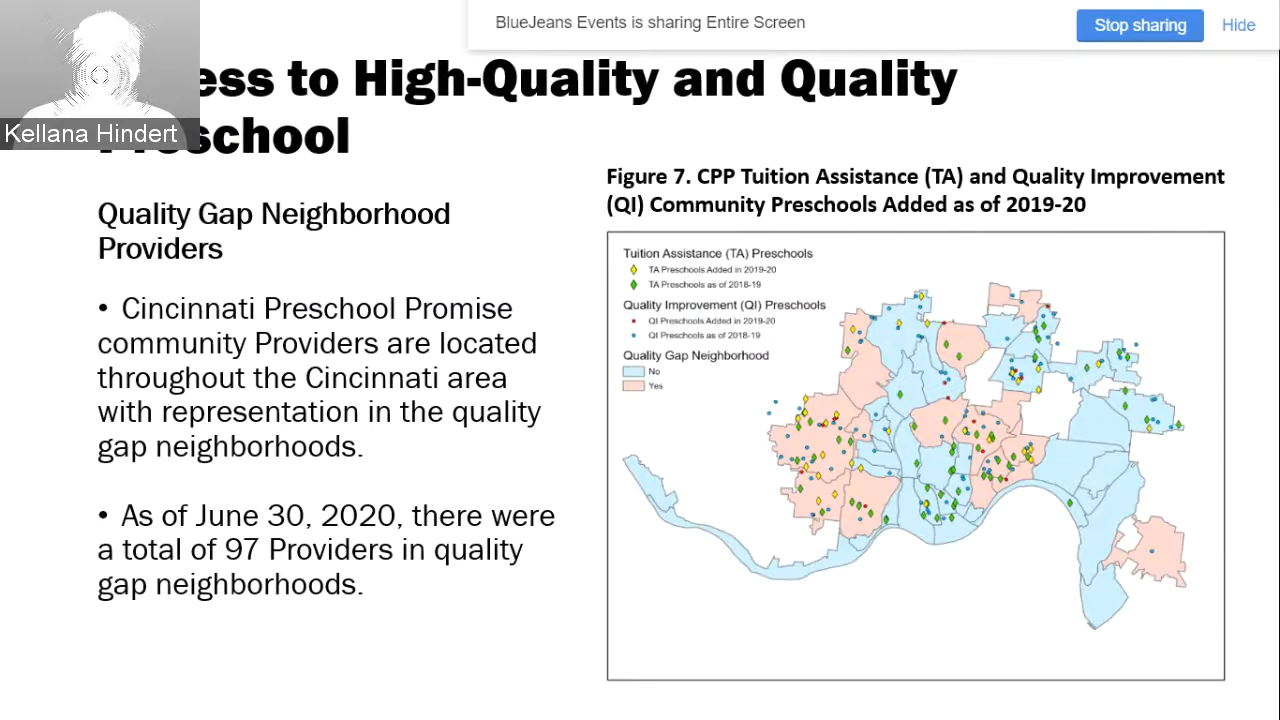 BlueJeans Events is sharing Entire Screen
Stop sharing
Hide
Kellana Hindert
to High-Quality and Quality
Quality Gap Neighborhood
Providers
• Cincinnati Preschool Promise
community Providers are located
throughout the Cincinnati area
with representation in the quality
gap neighborhoods.
• As of June 30, 2020, there were
a total of 97 Providers in quality
gap neighborhoods.
Figure 7. CPP Tuition Assistance (TA) and Quality Improvement
(QI) Community Preschools Added as of 2019-20
Tuition Assistance (TA) Preschools
TA Preschools Added in 2019-20
TA Preschools as of 2018-19
Quality Improvement (QI) Preschools
QI Preschools Added in 2019-20
QI Preschools as of 2018-19
Quality Gap Neighborhood
No
Yes